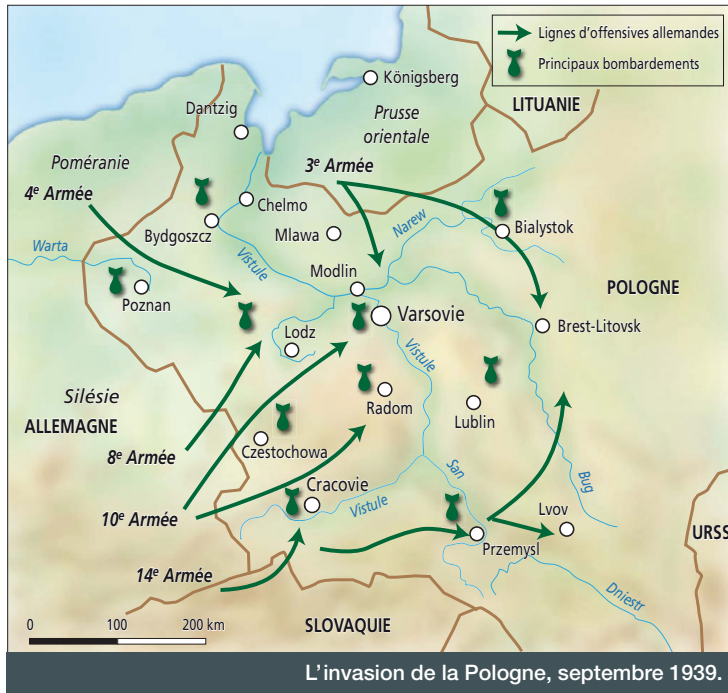 Lignes d'offensives allemandes
Principaux bombardements
Königsberg
LITUANIE
Dantzig
Prusse
orientale
Poméranie
3e Armée
4e Armée
Chelmo
Bydgoszcz
Mlawa
Narew
Bialystok
Warta
Vistule
Modlin
POLOGNE
Poznan
Varsovie
Brest-Litovsk
Lodz
Vistule
Silésie
Radom
Lublin
ALLEMAGNE
Czestochowa
8e Armée
San
Bug
Cracovie
Vistule
10e Armée
Lvov
Przemysl
URSS
14e Armée
Dniestr
SLOVAQUIE
0 100 200 km
L'invasion de la Pologne, septembre 1939.